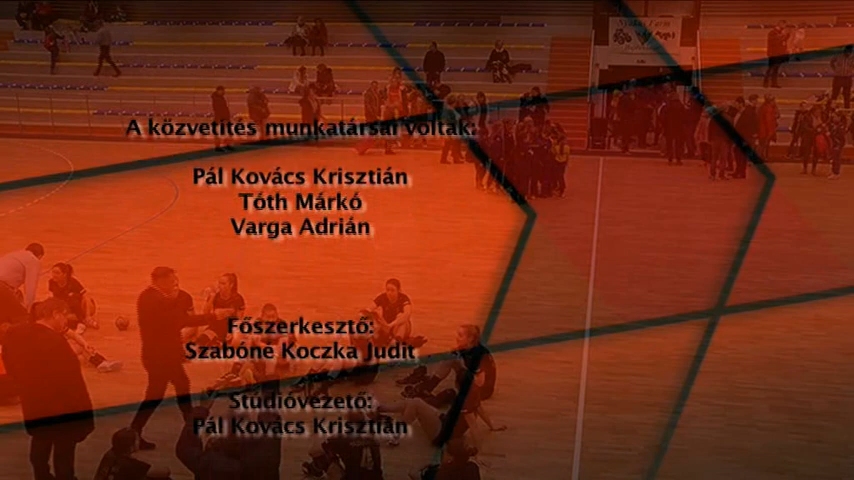 A közvetítés munkatársai voltak:
Pál Kovács Krisztián
Tóth Márkó
Varga Adrián
Főszerkesztő:
Szabóné Koczka Judit
Stúdióvezető:
Pál Kovács Krisztián